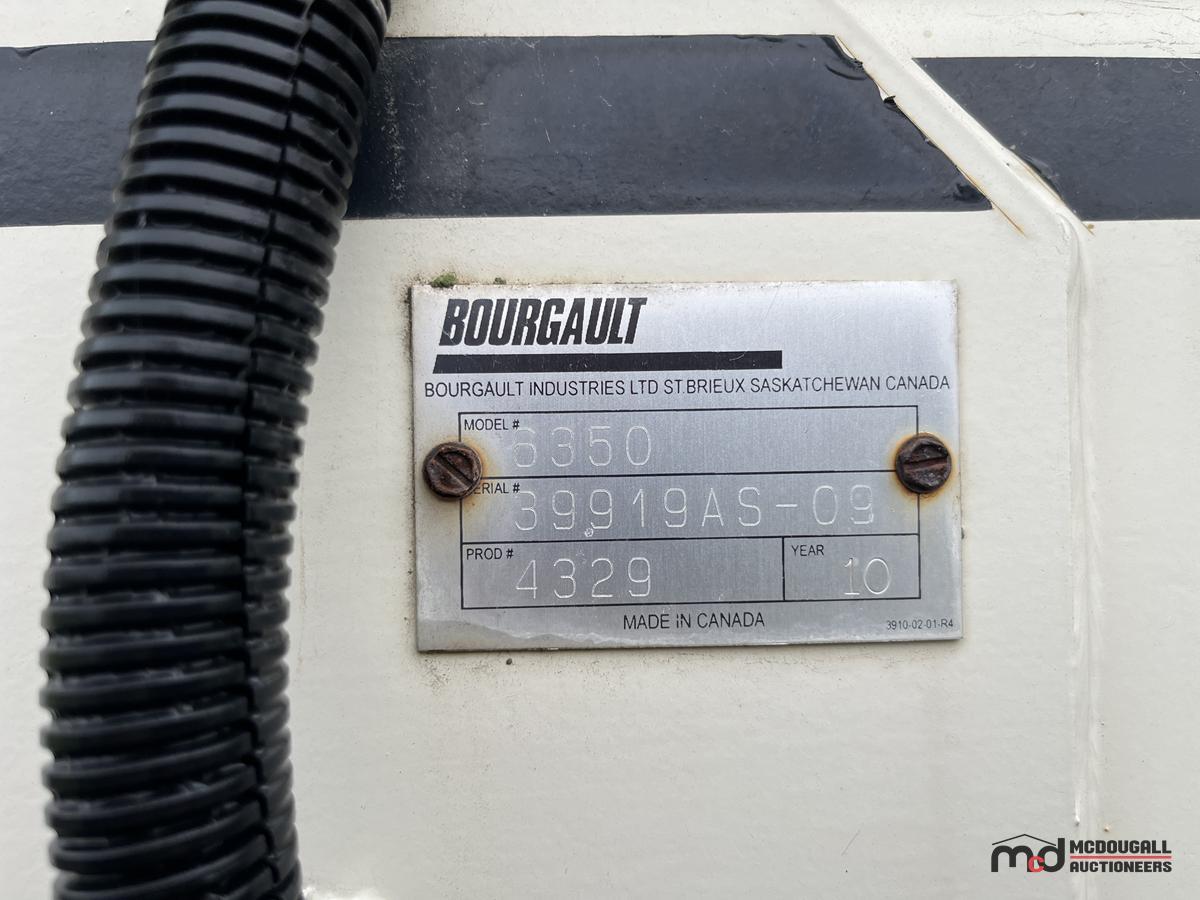 BOURGAULT
BOURGAULT INDUSTRIES LTD ST.BRIEUX SASKATCHEWAN CANADA
MODEL # 6350
ERIAL # 39919AS-09
PROD # 4329 YEAR 10
MADE IN CANADA
3910-02-01-R4
mcd MCDOUGALL
AUCTIONEERS